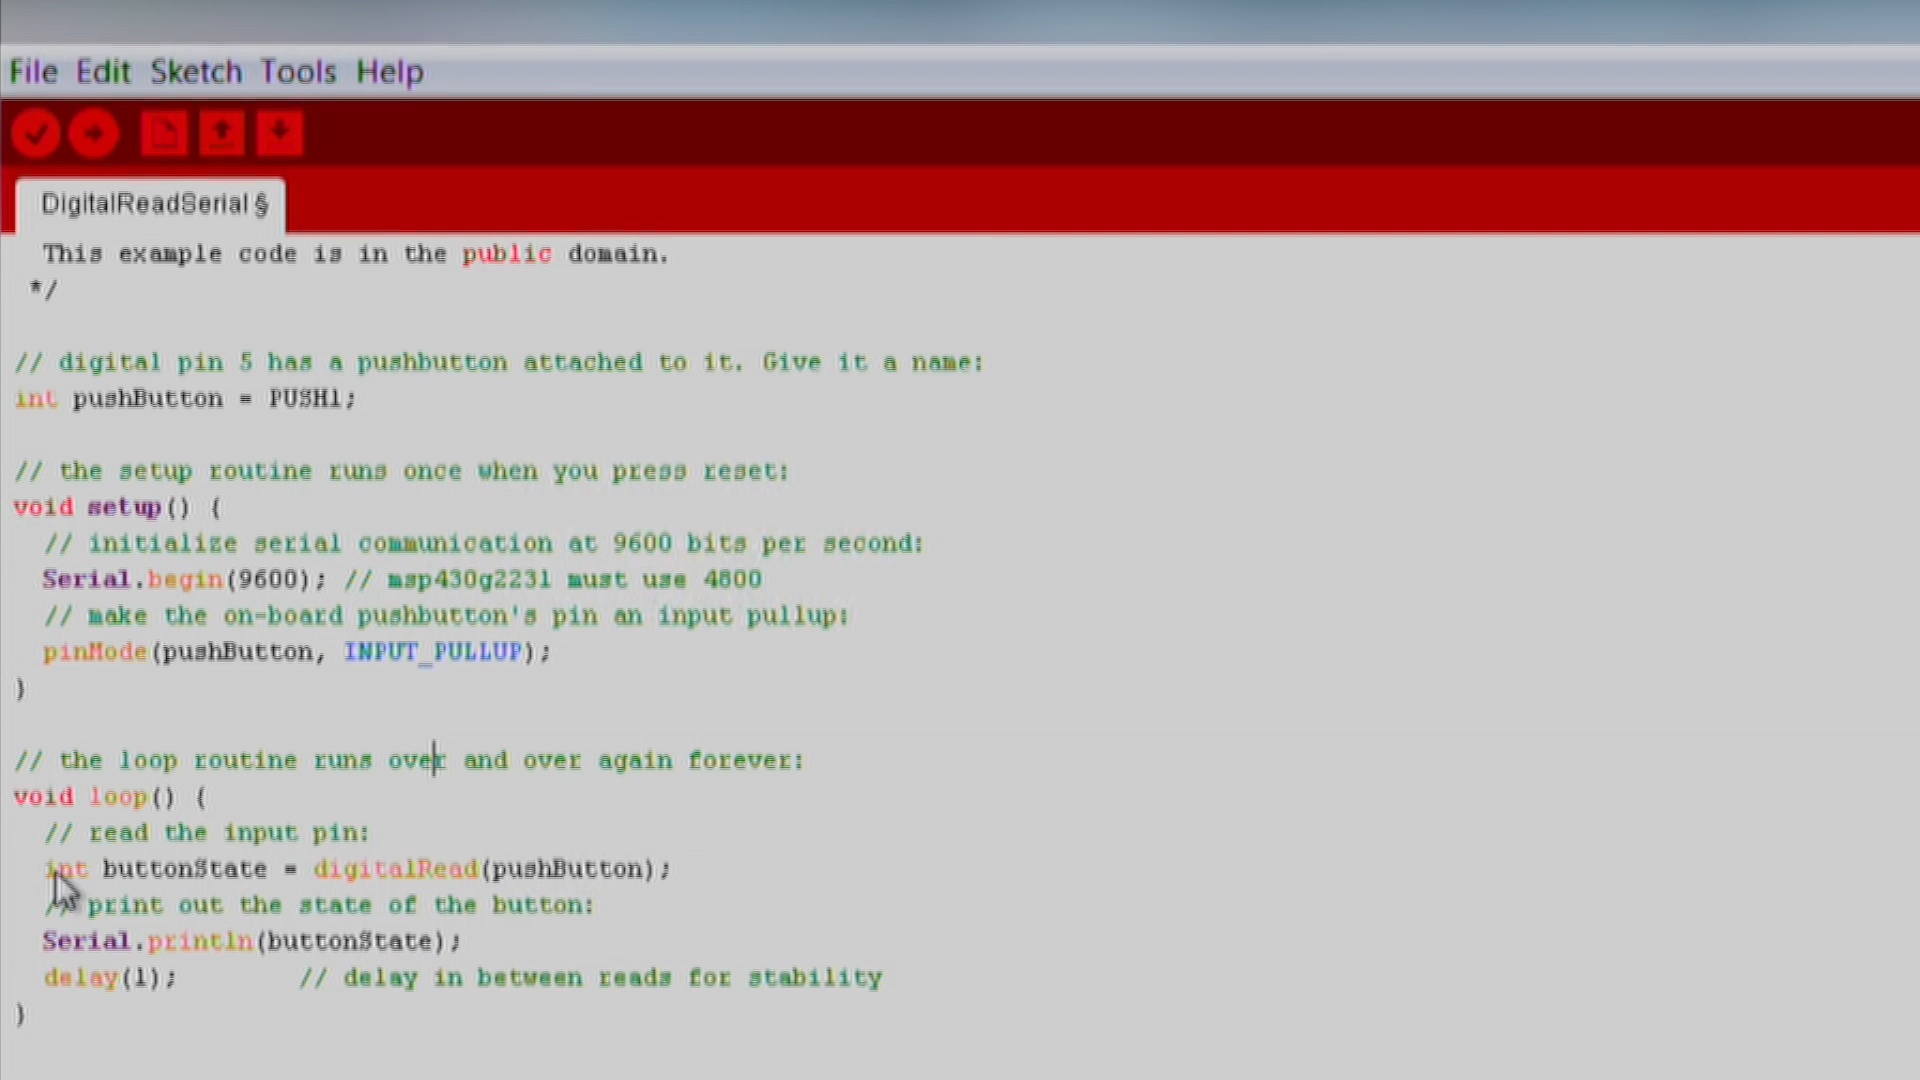 File Edit Sketch Tools Help
DigitalReadSerial §
This example code is in the public domain.
*/
// digital pin 5 has a pushbutton attached to it. Give it a name:
int pushButton = PUSH1;
// the setup routine runs once when you press reset:
void setup() {
// initialize serial communication at 9600 bits per second:
Serial.begin(9600); // msp430g2231 must use 4800
// make the on-board pushbutton's pin an input pullup:
pinMode(pushButton, INPUT_PULLUP);
}
// the loop routine runs over and over again forever:
void loop() {
// read the input pin:
int buttonState = digitalRead(pushButton);
// print out the state of the button:
Serial.println(buttonState);
delay(1); // delay in between reads for stability
}